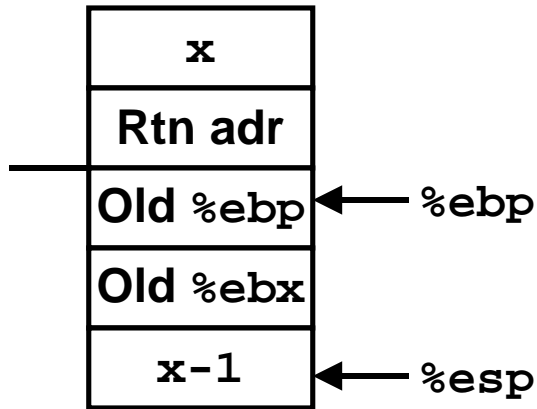 x
Rtn adr
Old %ebp %ebp
Old %ebx
x-1 %esp